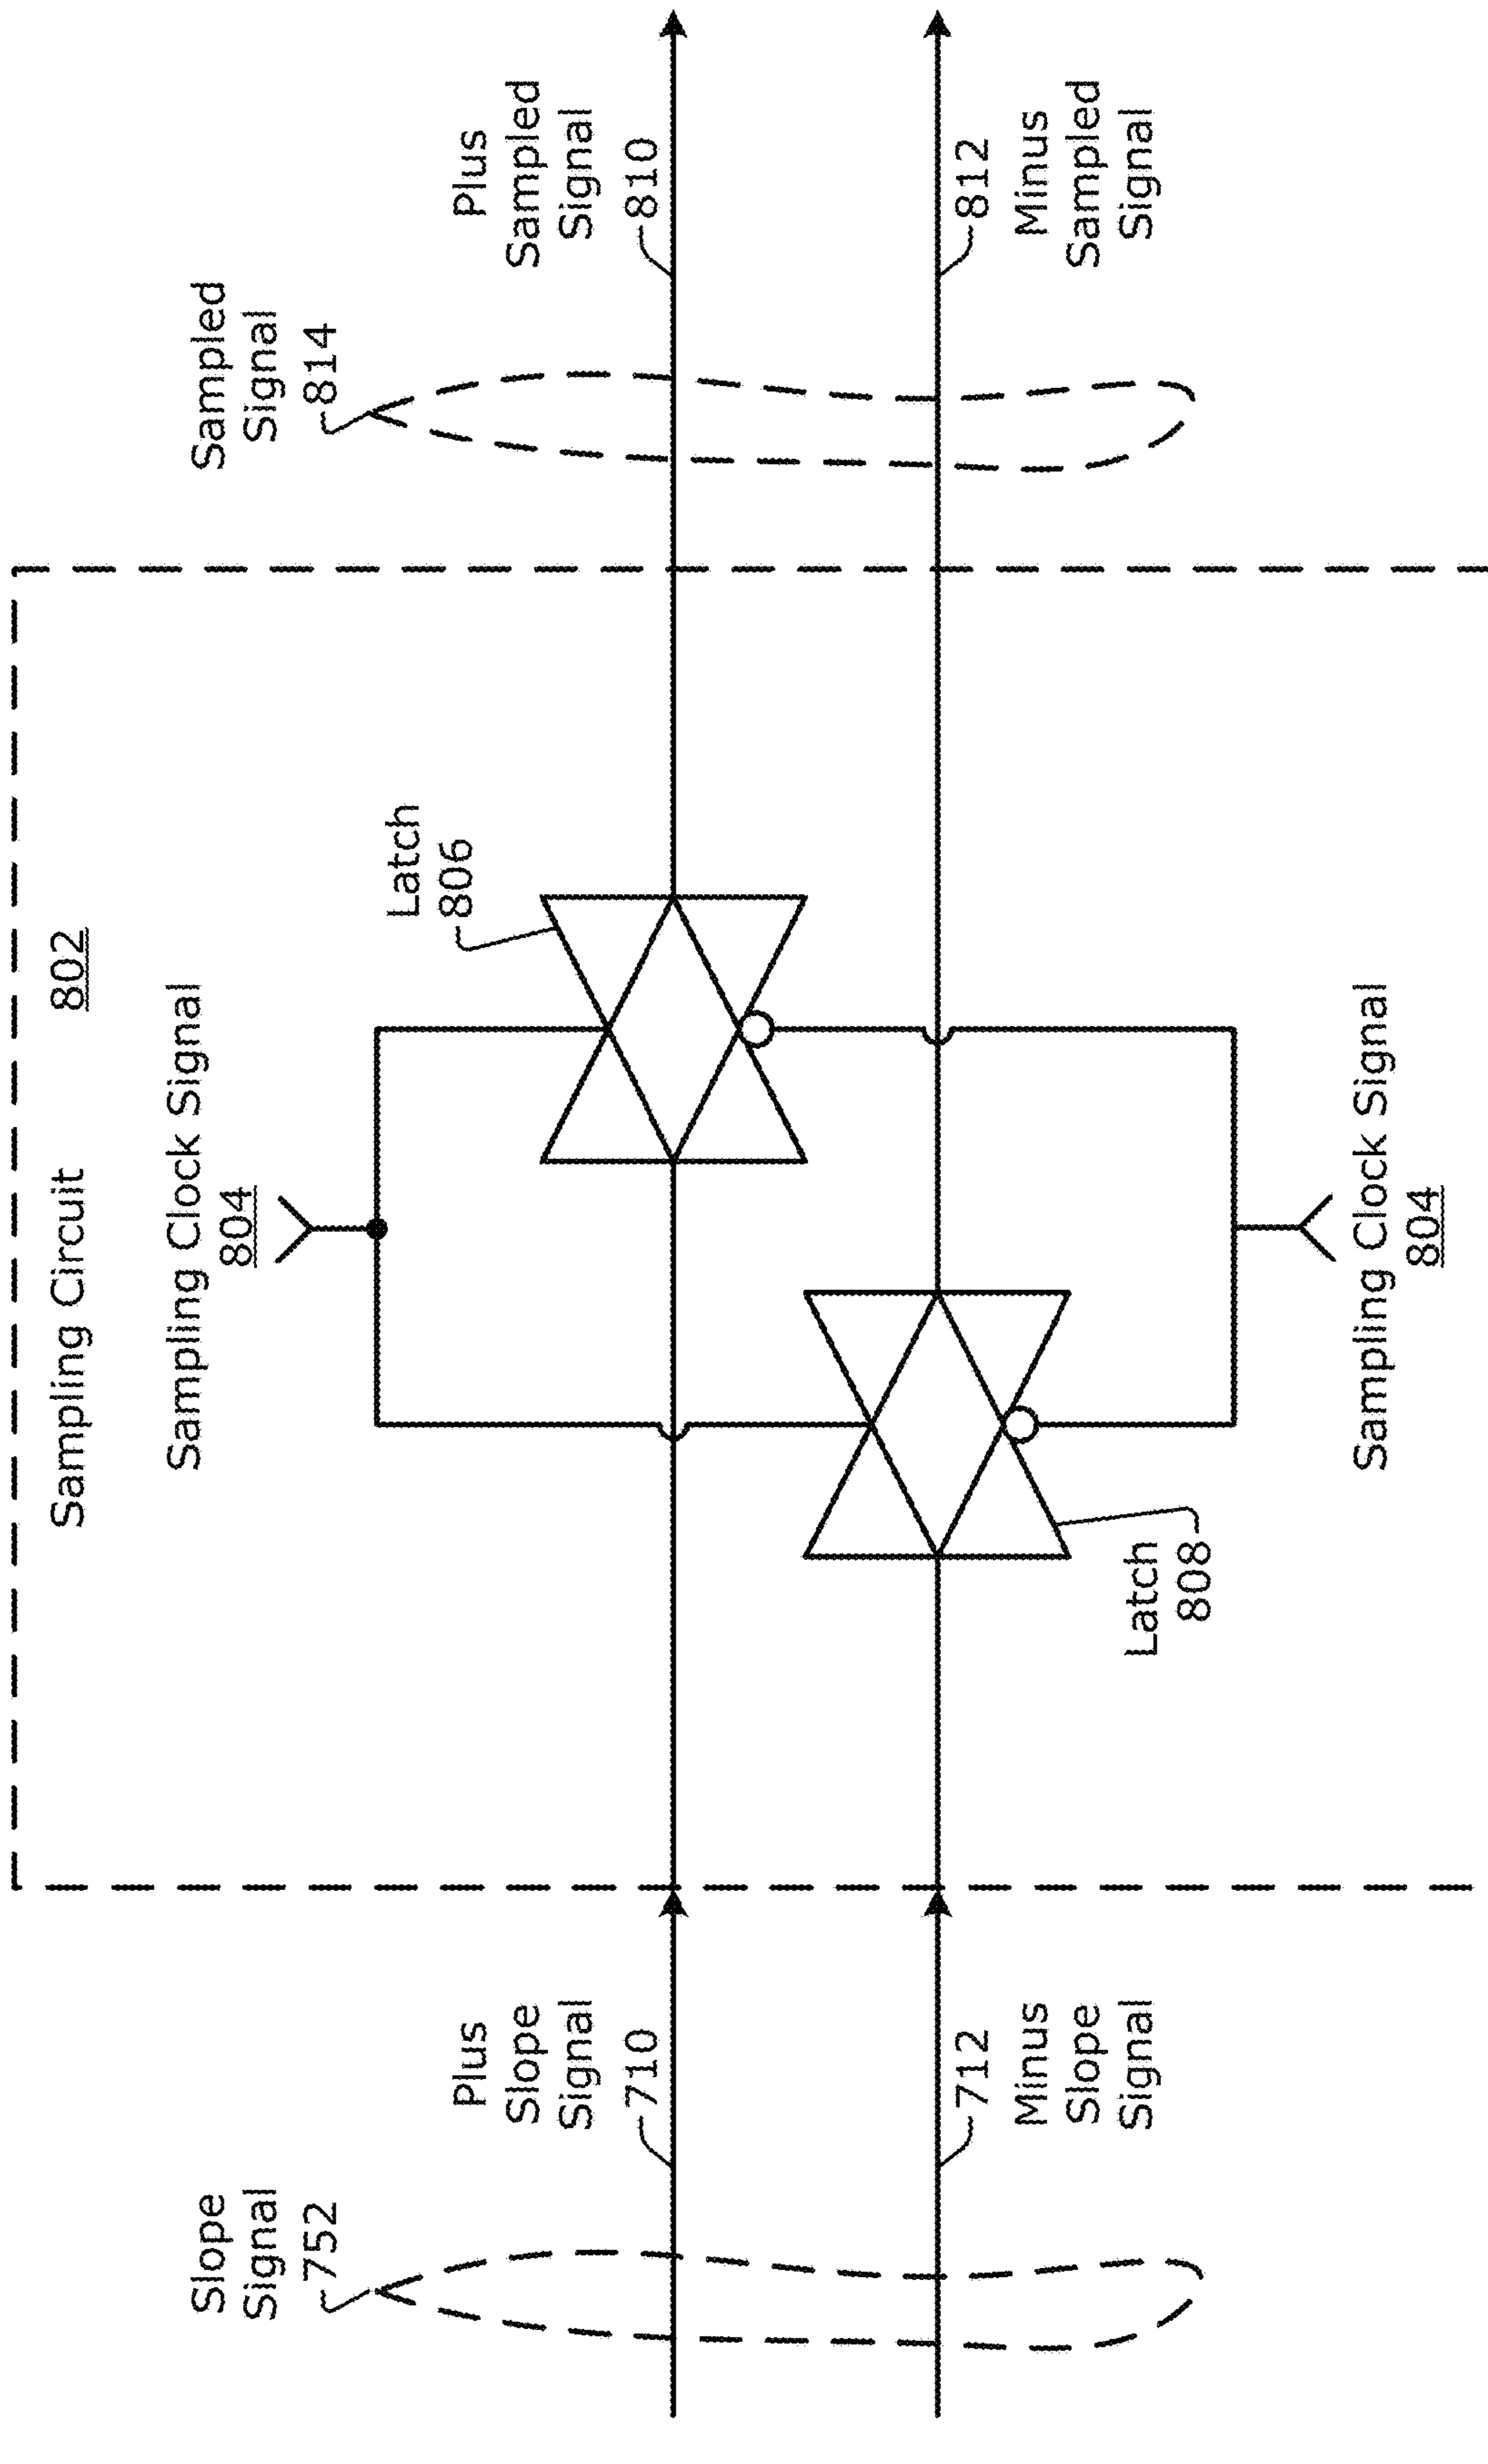 Sampling Circuit 802
Sampling Clock Signal
804
Slope
Signal
752
Sampled
Signal
814
Latch
806
Plus
Slope
Signal
710
Plus
Sampled
Signal
810
712
Minus
Slope
Signal
812
Minus
Sampled
Signal
Latch
808
Sampling Clock Signal
804